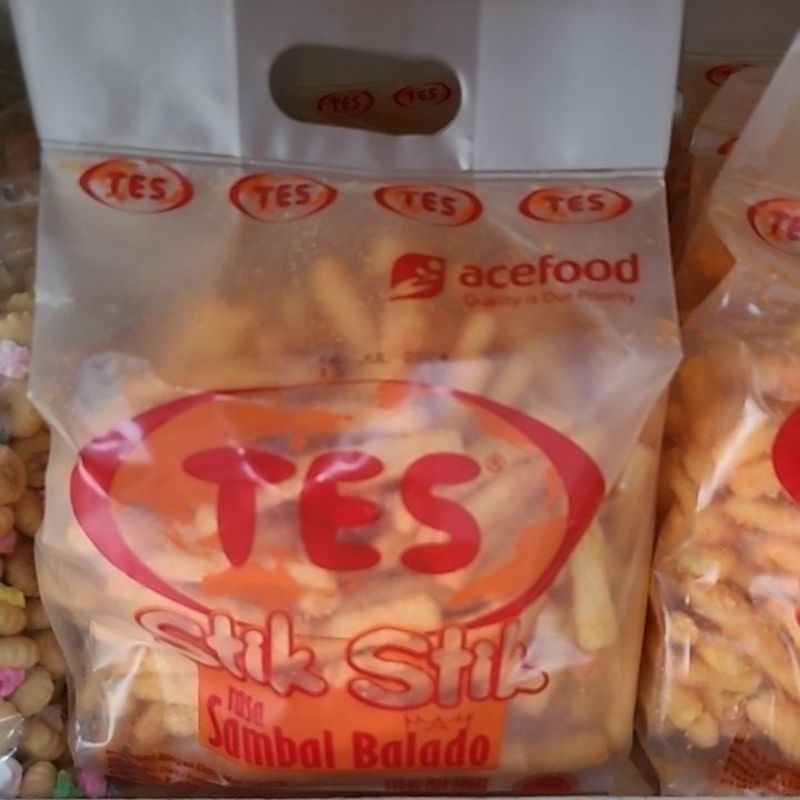 TES TES
TES TES TES TES
acefood
Quality is Our Priority
TES®
Stik Stik
rasa
Sambal Balado